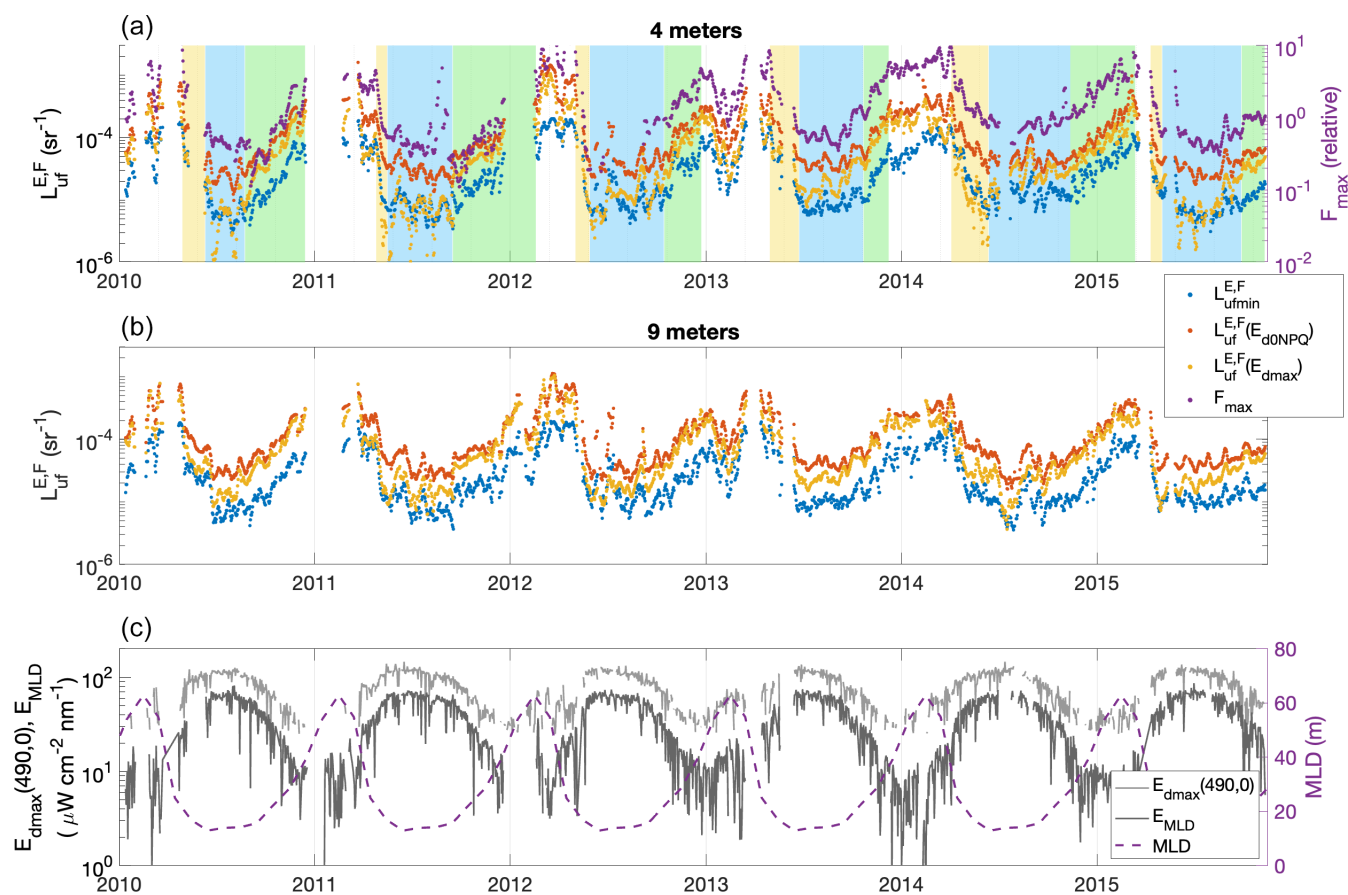 (a)
4 meters
L_uf^E,F (sr^-1)
10^-4
10^-6
10^1
10^0
10^-1
10^-2
F_max (relative)
2010 2011 2012 2013 2014 2015
L_ufmin^E,F
L_uf^E,F(E_d0NPQ)
L_uf^E,F(E_dmax)
F_max
(b)
9 meters
L_uf^E,F (sr^-1)
10^-4
10^-6
2010 2011 2012 2013 2014 2015
(c)
E_dmax(490,0), E_MLD
( μW cm^-2 nm^-1)
10^2
10^1
10^0
80
60
40
20
0
MLD (m)
E_dmax(490,0)
E_MLD
MLD
2010 2011 2012 2013 2014 2015